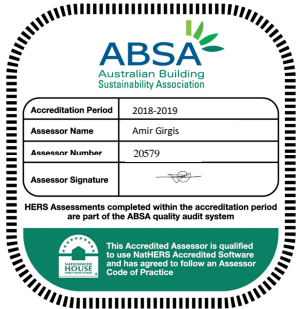 ABSA
Australian Building
Sustainability Association
Accreditation Period 2018-2019
Assessor Name Amir Girgis
Assessor Number 20579
Assessor Signature
HERS Assessments completed within the accreditation period
are part of the ABSA quality audit system
NATIONWIDE
HOUSE
This Accredited Assessor is qualified
to use NatHERS Accredited Software
and has agreed to follow an Assessor
Code of Practice